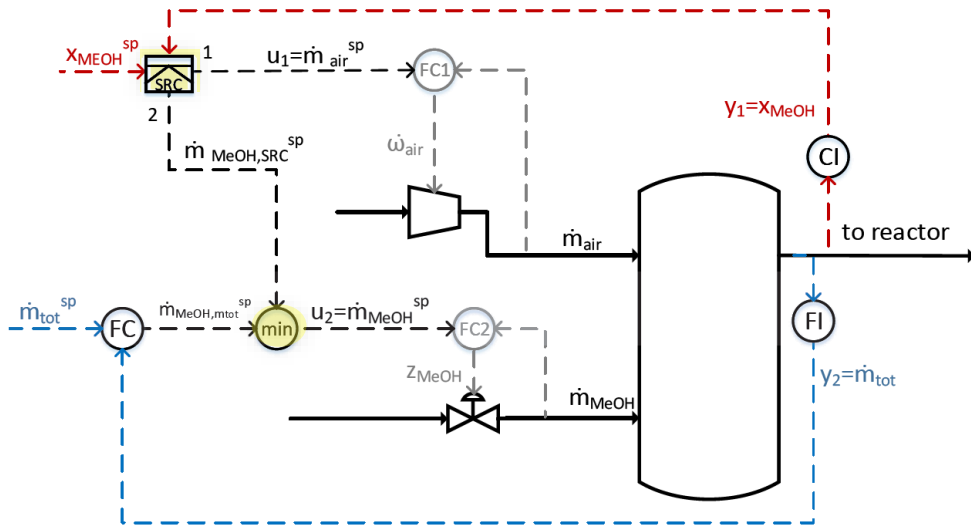 x_MEOH^sp
1
u₁=ṁ_air^sp
FC1
SRC
2
y₁=x_MeOH
ω̇_air
CI
ṁ_MeOH,SRC^sp
ṁ_air
to reactor
ṁ_tot^sp
FC
ṁ_MeOH,mtot^sp
min
u₂=ṁ_MeOH^sp
FC2
FI
z_MeOH
y₂=ṁ_tot
ṁ_MeOH